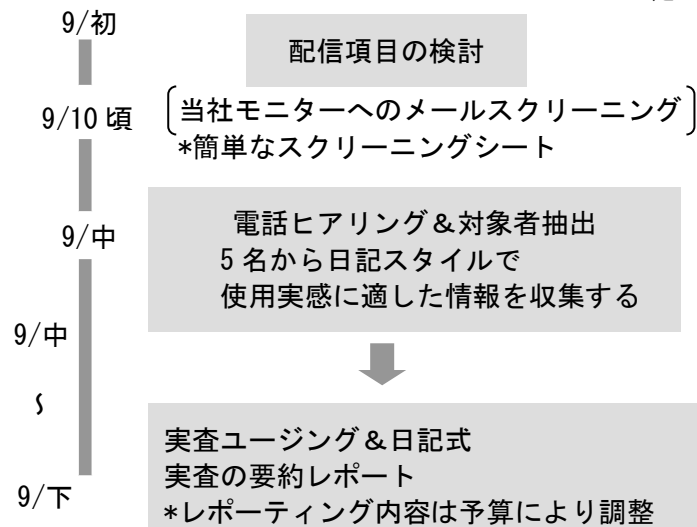 9/初
配信項目の検討
9/10 頃
〔当社モニターへのメールスクリーニング〕
*簡単なスクリーニングシート
9/中
電話ヒアリング＆対象者抽出
5 名から日記スタイルで
使用実感に適した情報を収集する
9/中
〜
9/下
実査ユージング＆日記式
実査の要約レポート
*レポーティング内容は予算により調整